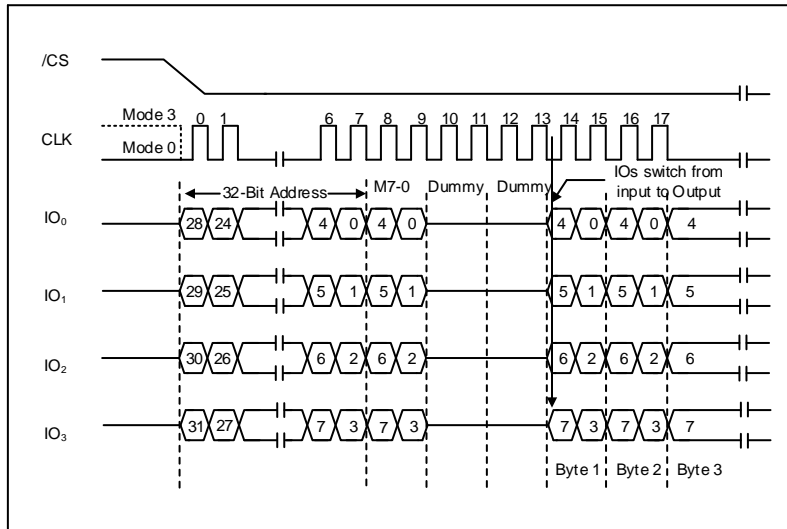 /CS
Mode 3
0 1 6 7 8 9 10 11 12 13 14 15 16 17
CLK
Mode 0
IOs switch from
input to Output
32-Bit Address M7-0 Dummy Dummy
IO0 28 24 4 0 4 0 4 0 4 0 4
IO1 29 25 5 1 5 1 5 1 5 1 5
IO2 30 26 6 2 6 2 6 2 6 2 6
IO3 31 27 7 3 7 3 7 3 7 3 7
Byte 1 Byte 2 Byte 3